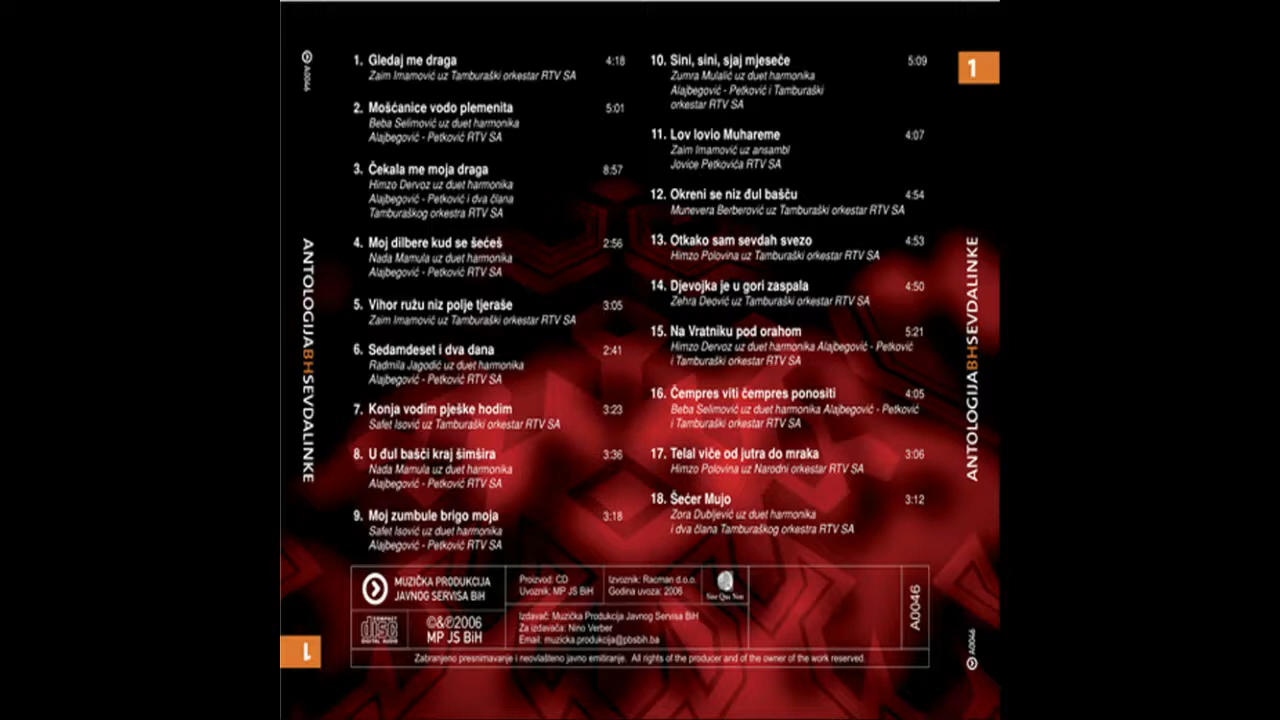 A0046
ANTOLOGIJABHSEVDALINKE
1
1. Gledaj me draga 4:18
Zaim Imamović uz Tamburaški orkestar RTV SA
2. Mošćanice vodo plemenita 5:01
Beba Selimović uz duet harmonika
Alajbegović - Petković RTV SA
3. Čekala me moja draga 8:57
Himzo Dervoz uz duet harmonika
Alajbegović - Petković i dva člana
Tamburaškog orkestra RTV SA
4. Moj dilbere kud se šećeš 2:56
Nada Mamula uz duet harmonika
Alajbegović - Petković RTV SA
5. Vihor ružu niz polje tjeraše 3:05
Zaim Imamović uz Tamburaški orkestar RTV SA
6. Sedamdeset i dva dana 2:41
Radmila Jagodić uz duet harmonika
Alajbegović - Petković RTV SA
7. Konja vodim pješke hodim 3:23
Safet Isović uz Tamburaški orkestar RTV SA
8. U đul bašči kraj šimšira 3:36
Nada Mamula uz duet harmonika
Alajbegović - Petković RTV SA
9. Moj zumbule brigo moja 3:18
Safet Isović uz duet harmonika
Alajbegović - Petković RTV SA
10. Sini, sini, sjaj mjeseče 5:09
Zumra Mulalić uz duet harmonika
Alajbegović - Petković i Tamburaški
orkestar RTV SA
11. Lov lovio Muhareme 4:07
Zaim Imamović uz ansambl
Jovice Petkovića RTV SA
12. Okreni se niz đul bašču 4:54
Munevera Berberović uz Tamburaški orkestar RTV SA
13. Otkako sam sevdah svezo 4:53
Himzo Polovina uz Tamburaški orkestar RTV SA
14. Djevojka je u gori zaspala 4:50
Zehra Deović uz Tamburaški orkestar RTV SA
15. Na Vratniku pod orahom 5:21
Himzo Dervoz uz duet harmonika Alajbegović - Petković
i Tamburaški orkestar RTV SA
16. Čempres viti čempres ponositi 4:05
Beba Selimović uz duet harmonika Alajbegović - Petković
i Tamburaški orkestar RTV SA
17. Telal viče od jutra do mraka 3:06
Himzo Polovina uz Narodni orkestar RTV SA
18. Šećer Mujo 3:12
Zora Dubljević uz duet harmonika
i dva člana Tamburaškog orkestra RTV SA
1
ANTOLOGIJABHSEVDALINKE
A0046
MUZIČKA PRODUKCIJA
JAVNOG SERVISA BiH
Proizvod: CD
Uvoznik: MP JS BiH
Izvoznik: Racman d.o.o.
Godina uvoza: 2006
Sine Qua Non
COMPACT
disc
DIGITAL AUDIO
©&℗2006
MP JS BiH
Izdavač: Muzička Produkcija Javnog Servisa BiH
Za izdavača: Nino Verber
Email: muzicka.produkcija@pbsbih.ba
A0046
Zabranjeno presnimavanje i neovlašteno javno emitiranje. All rights of the producer and of the owner of the work reserved.